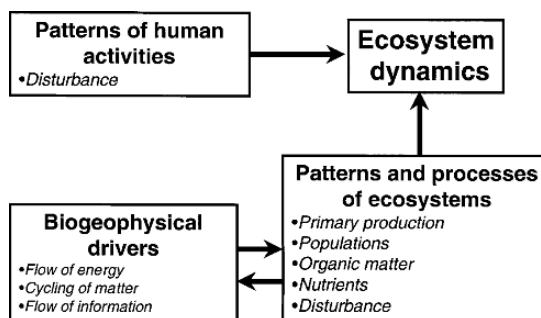 Patterns of human
activities
•Disturbance
Ecosystem
dynamics
Biogeophysical
drivers
•Flow of energy
•Cycling of matter
•Flow of information
Patterns and processes
of ecosystems
•Primary production
•Populations
•Organic matter
•Nutrients
•Disturbance